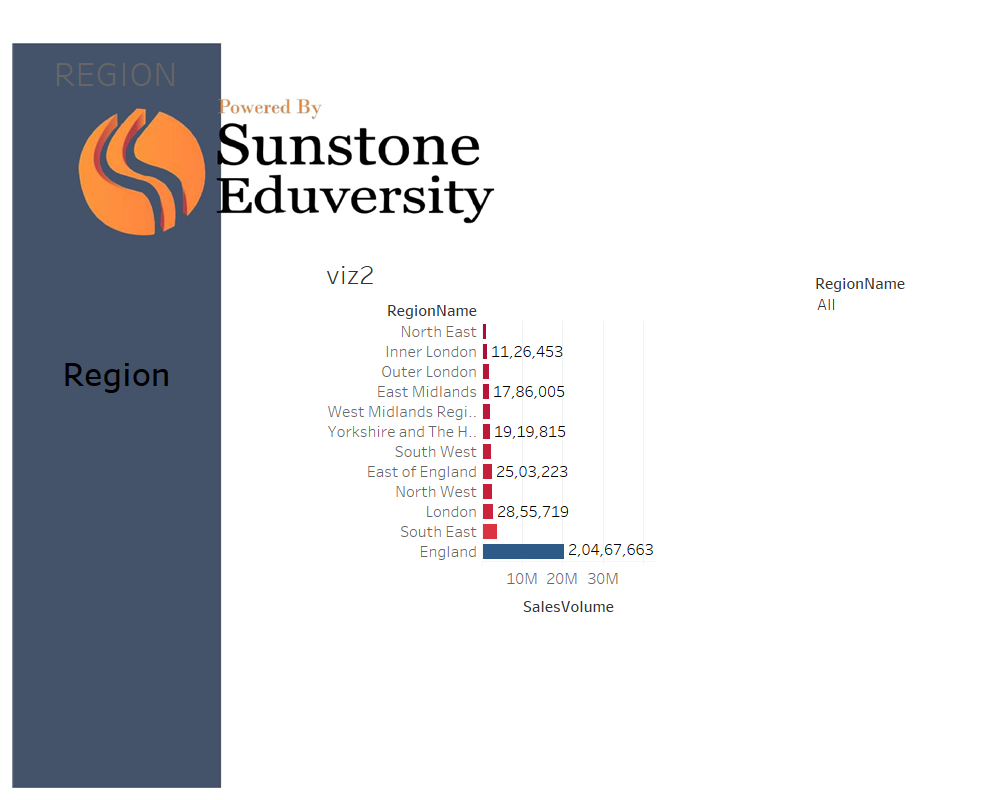 REGION
Powered By
Sunstone
Eduversity
viz2
RegionName
All
RegionName
North East
Inner London 11,26,453
Outer London
East Midlands 17,86,005
West Midlands Regi..
Yorkshire and The H.. 19,19,815
South West
East of England 25,03,223
North West
London 28,55,719
South East
England 2,04,67,663
10M 20M 30M
SalesVolume
Region